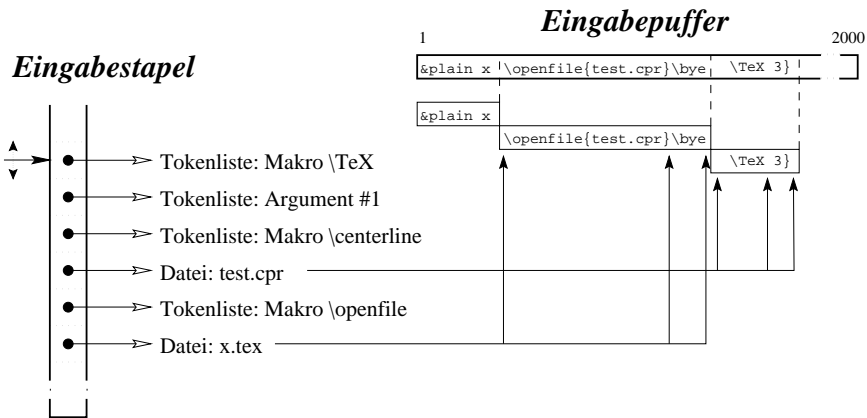 Eingabepuffer
1 2000
Eingabestapel
&plain x \openfile{test.cpr}\bye \TeX 3}
&plain x
\openfile{test.cpr}\bye
\TeX 3}
Tokenliste: Makro \TeX
Tokenliste: Argument #1
Tokenliste: Makro \centerline
Datei: test.cpr
Tokenliste: Makro \openfile
Datei: x.tex